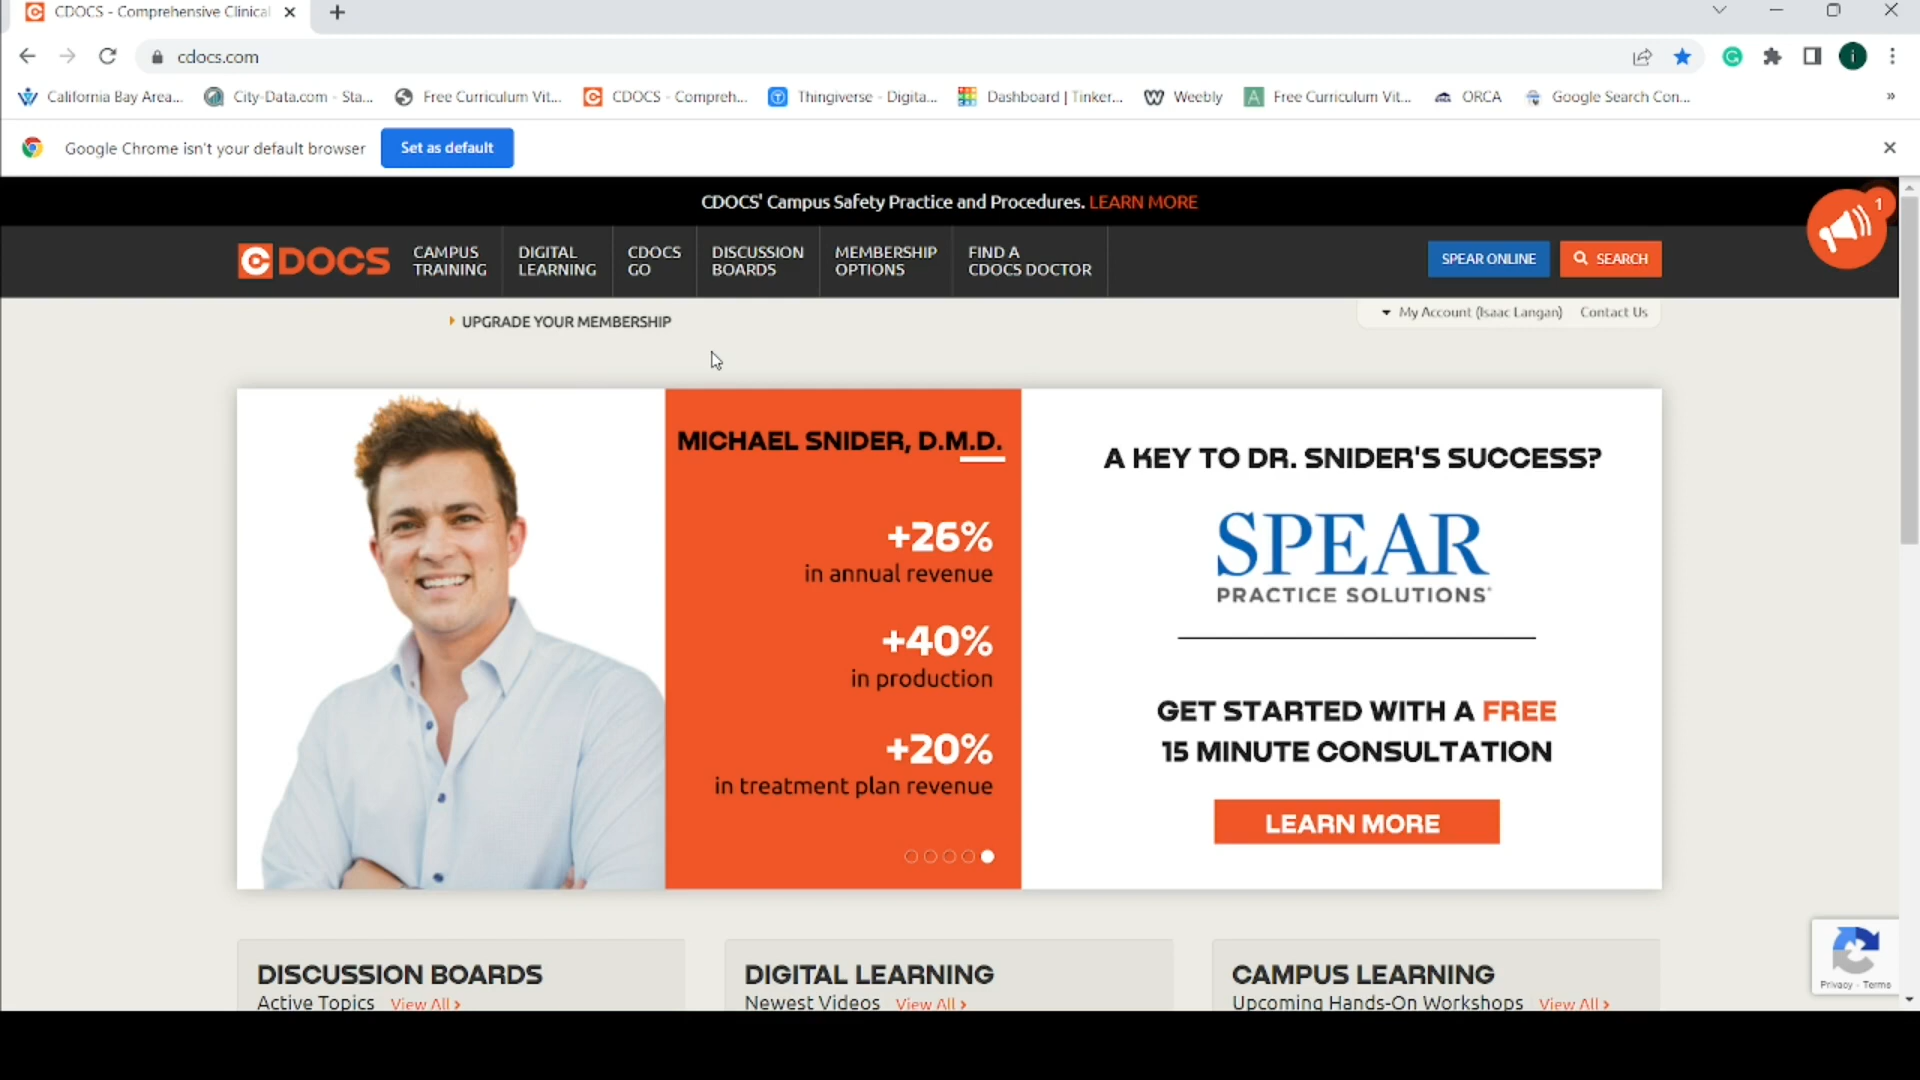 CDOCS - Comprehensive Clinical
cdocs.com
California Bay Area...
City-Data.com - Sta...
Free Curriculum Vit...
CDOCS - Compreh...
Thingiverse - Digita...
Dashboard | Tinker...
Weebly
Free Curriculum Vit...
ORCA
Google Search Con...
»
Google Chrome isn't your default browser
Set as default
CDOCS' Campus Safety Practice and Procedures. LEARN MORE
1
CDOCS
CAMPUS
TRAINING
DIGITAL
LEARNING
CDOCS
GO
DISCUSSION
BOARDS
MEMBERSHIP
OPTIONS
FIND A
CDOCS DOCTOR
SPEAR ONLINE
SEARCH
UPGRADE YOUR MEMBERSHIP
My Account (Isaac Langan)
Contact Us
MICHAEL SNIDER, D.M.D.
+26%
in annual revenue
+40%
in production
+20%
in treatment plan revenue
A KEY TO DR. SNIDER'S SUCCESS?
SPEAR
PRACTICE SOLUTIONS
GET STARTED WITH A FREE
15 MINUTE CONSULTATION
LEARN MORE
DISCUSSION BOARDS
Active Topics View All >
DIGITAL LEARNING
Newest Videos View All >
CAMPUS LEARNING
Upcoming Hands-On Workshops View All >
Privacy - Terms